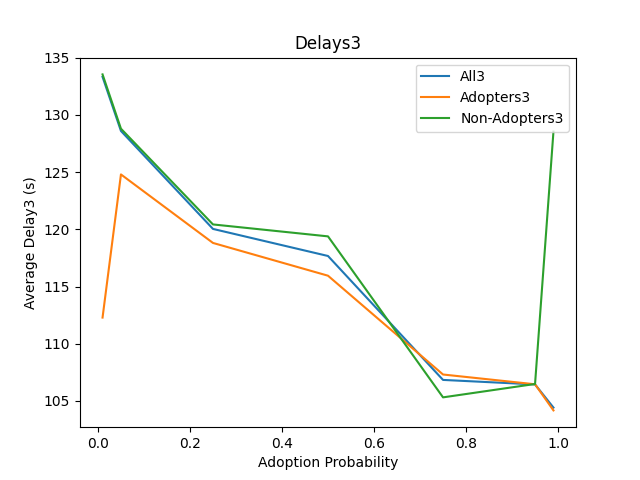 Delays3
All3
Adopters3
Non-Adopters3
Average Delay3 (s)
135
130
125
120
115
110
105
0.0 0.2 0.4 0.6 0.8 1.0
Adoption Probability